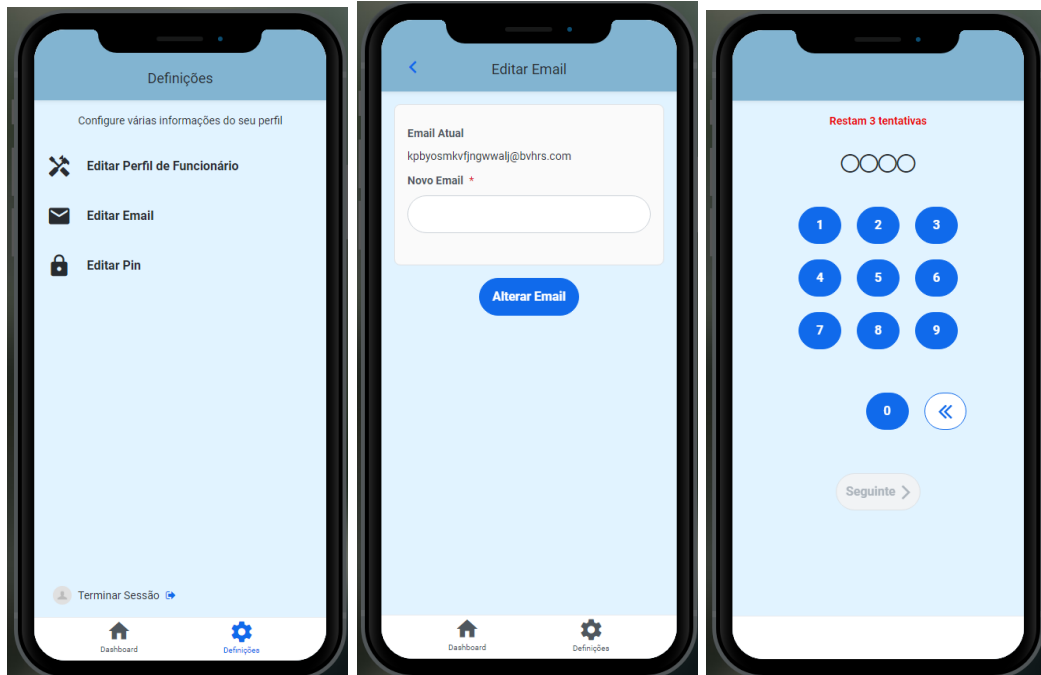 Definições
Configure várias informações do seu perfil
Editar Perfil de Funcionário
Editar Email
Editar Pin
Terminar Sessão
Dashboard
Definições
Editar Email
Email Atual
kpbyosmkvfjngwwalj@bvhrs.com
Novo Email *
Alterar Email
Dashboard
Definições
Restam 3 tentativas
1 2 3
4 5 6
7 8 9
0
Seguinte